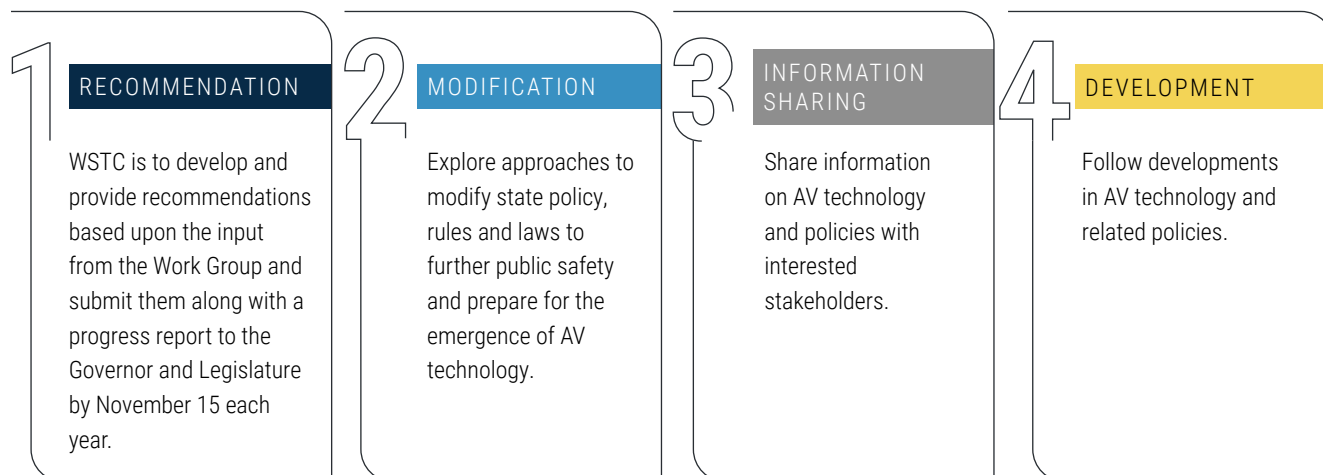 1
RECOMMENDATION
WSTC is to develop and
provide recommendations
based upon the input
from the Work Group and
submit them along with a
progress report to the
Governor and Legislature
by November 15 each
year.
2
MODIFICATION
Explore approaches to
modify state policy,
rules and laws to
further public safety
and prepare for the
emergence of AV
technology.
3
INFORMATION
SHARING
Share information
on AV technology
and policies with
interested
stakeholders.
4
DEVELOPMENT
Follow developments
in AV technology and
related policies.